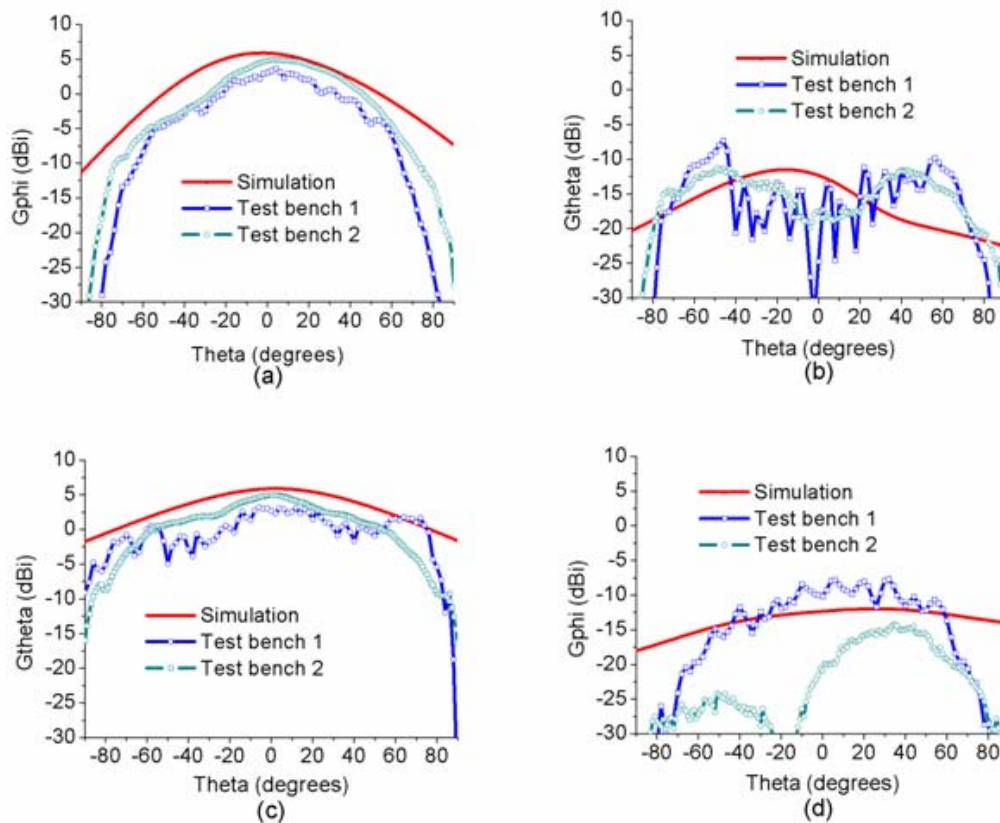 10
5
0
-5
-10
-15
-20
-25
-30
Gphi (dBi)
Simulation
Test bench 1
Test bench 2
-80 -60 -40 -20 0 20 40 60 80
Theta (degrees)
(a)
10
5
0
-5
-10
-15
-20
-25
-30
Gtheta (dBi)
Simulation
Test bench 1
Test bench 2
-80 -60 -40 -20 0 20 40 60 80
Theta (degrees)
(b)
10
5
0
-5
-10
-15
-20
-25
-30
Gtheta (dBi)
Simulation
Test bench 1
Test bench 2
-80 -60 -40 -20 0 20 40 60 80
Theta (degrees)
(c)
10
5
0
-5
-10
-15
-20
-25
-30
Gphi (dBi)
Simulation
Test bench 1
Test bench 2
-80 -60 -40 -20 0 20 40 60 80
Theta (degrees)
(d)